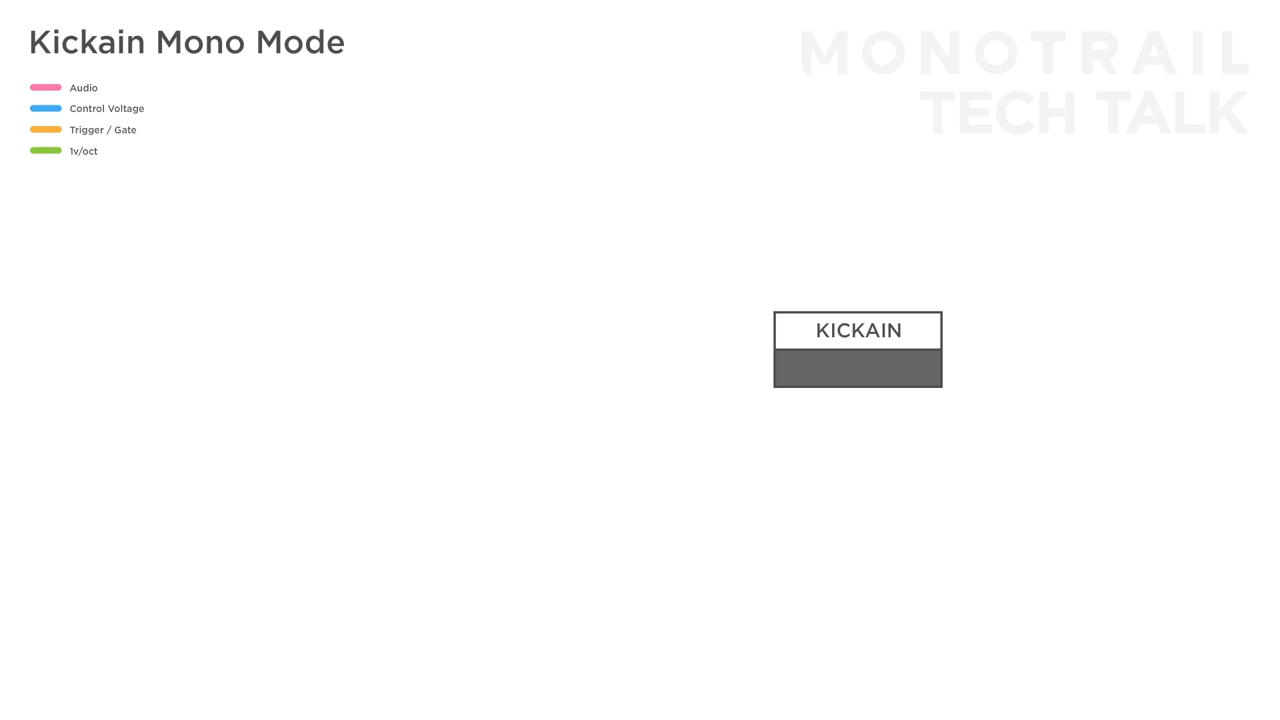 Kickain Mono Mode
Audio
Control Voltage
Trigger / Gate
1v/oct
MONOTRAIL
TECH TALK
KICKAIN